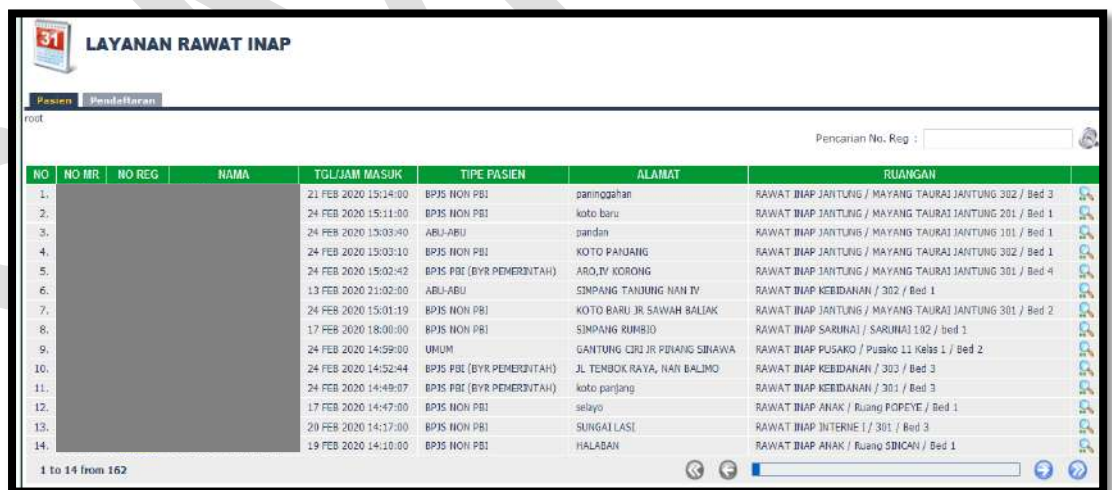 31
LAYANAN RAWAT INAP
Pasien Pendaftaran
root
Pencarian No. Reg :
NO NO MR NO REG NAMA TGL/JAM MASUK TIPE PASIEN ALAMAT RUANGAN
1. 21 FEB 2020 15:14:00 BPJS NON PBI paninggahan RAWAT INAP JANTUNG / MAYANG TAURAI JANTUNG 302 / Bed 3
2. 24 FEB 2020 15:11:00 BPJS NON PBI koto baru RAWAT INAP JANTUNG / MAYANG TAURAI JANTUNG 201 / Bed 1
3. 24 FEB 2020 15:03:40 ABU-ABU pandan RAWAT INAP JANTUNG / MAYANG TAURAI JANTUNG 101 / Bed 1
4. 24 FEB 2020 15:03:10 BPJS NON PBI KOTO PANJANG RAWAT INAP JANTUNG / MAYANG TAURAI JANTUNG 302 / Bed 1
5. 24 FEB 2020 15:02:42 BPJS PBI (BYR PEMERINTAH) ARO,IV KORONG RAWAT INAP JANTUNG / MAYANG TAURAI JANTUNG 301 / Bed 4
6. 13 FEB 2020 21:02:00 ABU-ABU SIMPANG TANJUNG NAN IV RAWAT INAP KEBIDANAN / 302 / Bed 1
7. 24 FEB 2020 15:01:19 BPJS NON PBI KOTO BARU JR SAWAH BALIAK RAWAT INAP JANTUNG / MAYANG TAURAI JANTUNG 301 / Bed 2
8. 17 FEB 2020 18:00:00 BPJS NON PBI SIMPANG RUMBIO RAWAT INAP SARUNAI / SARUNAI 102 / bed 1
9. 24 FEB 2020 14:59:00 UMUM GANTUNG CIRI JR PINANG SINAWA RAWAT INAP PUSAKO / Pusako 11 Kelas 1 / Bed 2
10. 24 FEB 2020 14:52:44 BPJS PBI (BYR PEMERINTAH) JL TEMBOK RAYA, NAN BALIMO RAWAT INAP KEBIDANAN / 303 / Bed 3
11. 24 FEB 2020 14:49:07 BPJS PBI (BYR PEMERINTAH) koto panjang RAWAT INAP KEBIDANAN / 301 / Bed 3
12. 17 FEB 2020 14:47:00 BPJS NON PBI selayo RAWAT INAP ANAK / Ruang POPEYE / Bed 1
13. 20 FEB 2020 14:17:00 BPJS NON PBI SUNGAI LASI RAWAT INAP INTERNE I / 301 / Bed 3
14. 19 FEB 2020 14:10:00 BPJS NON PBI HALABAN RAWAT INAP ANAK / Ruang SINCAN / Bed 1
1 to 14 from 162